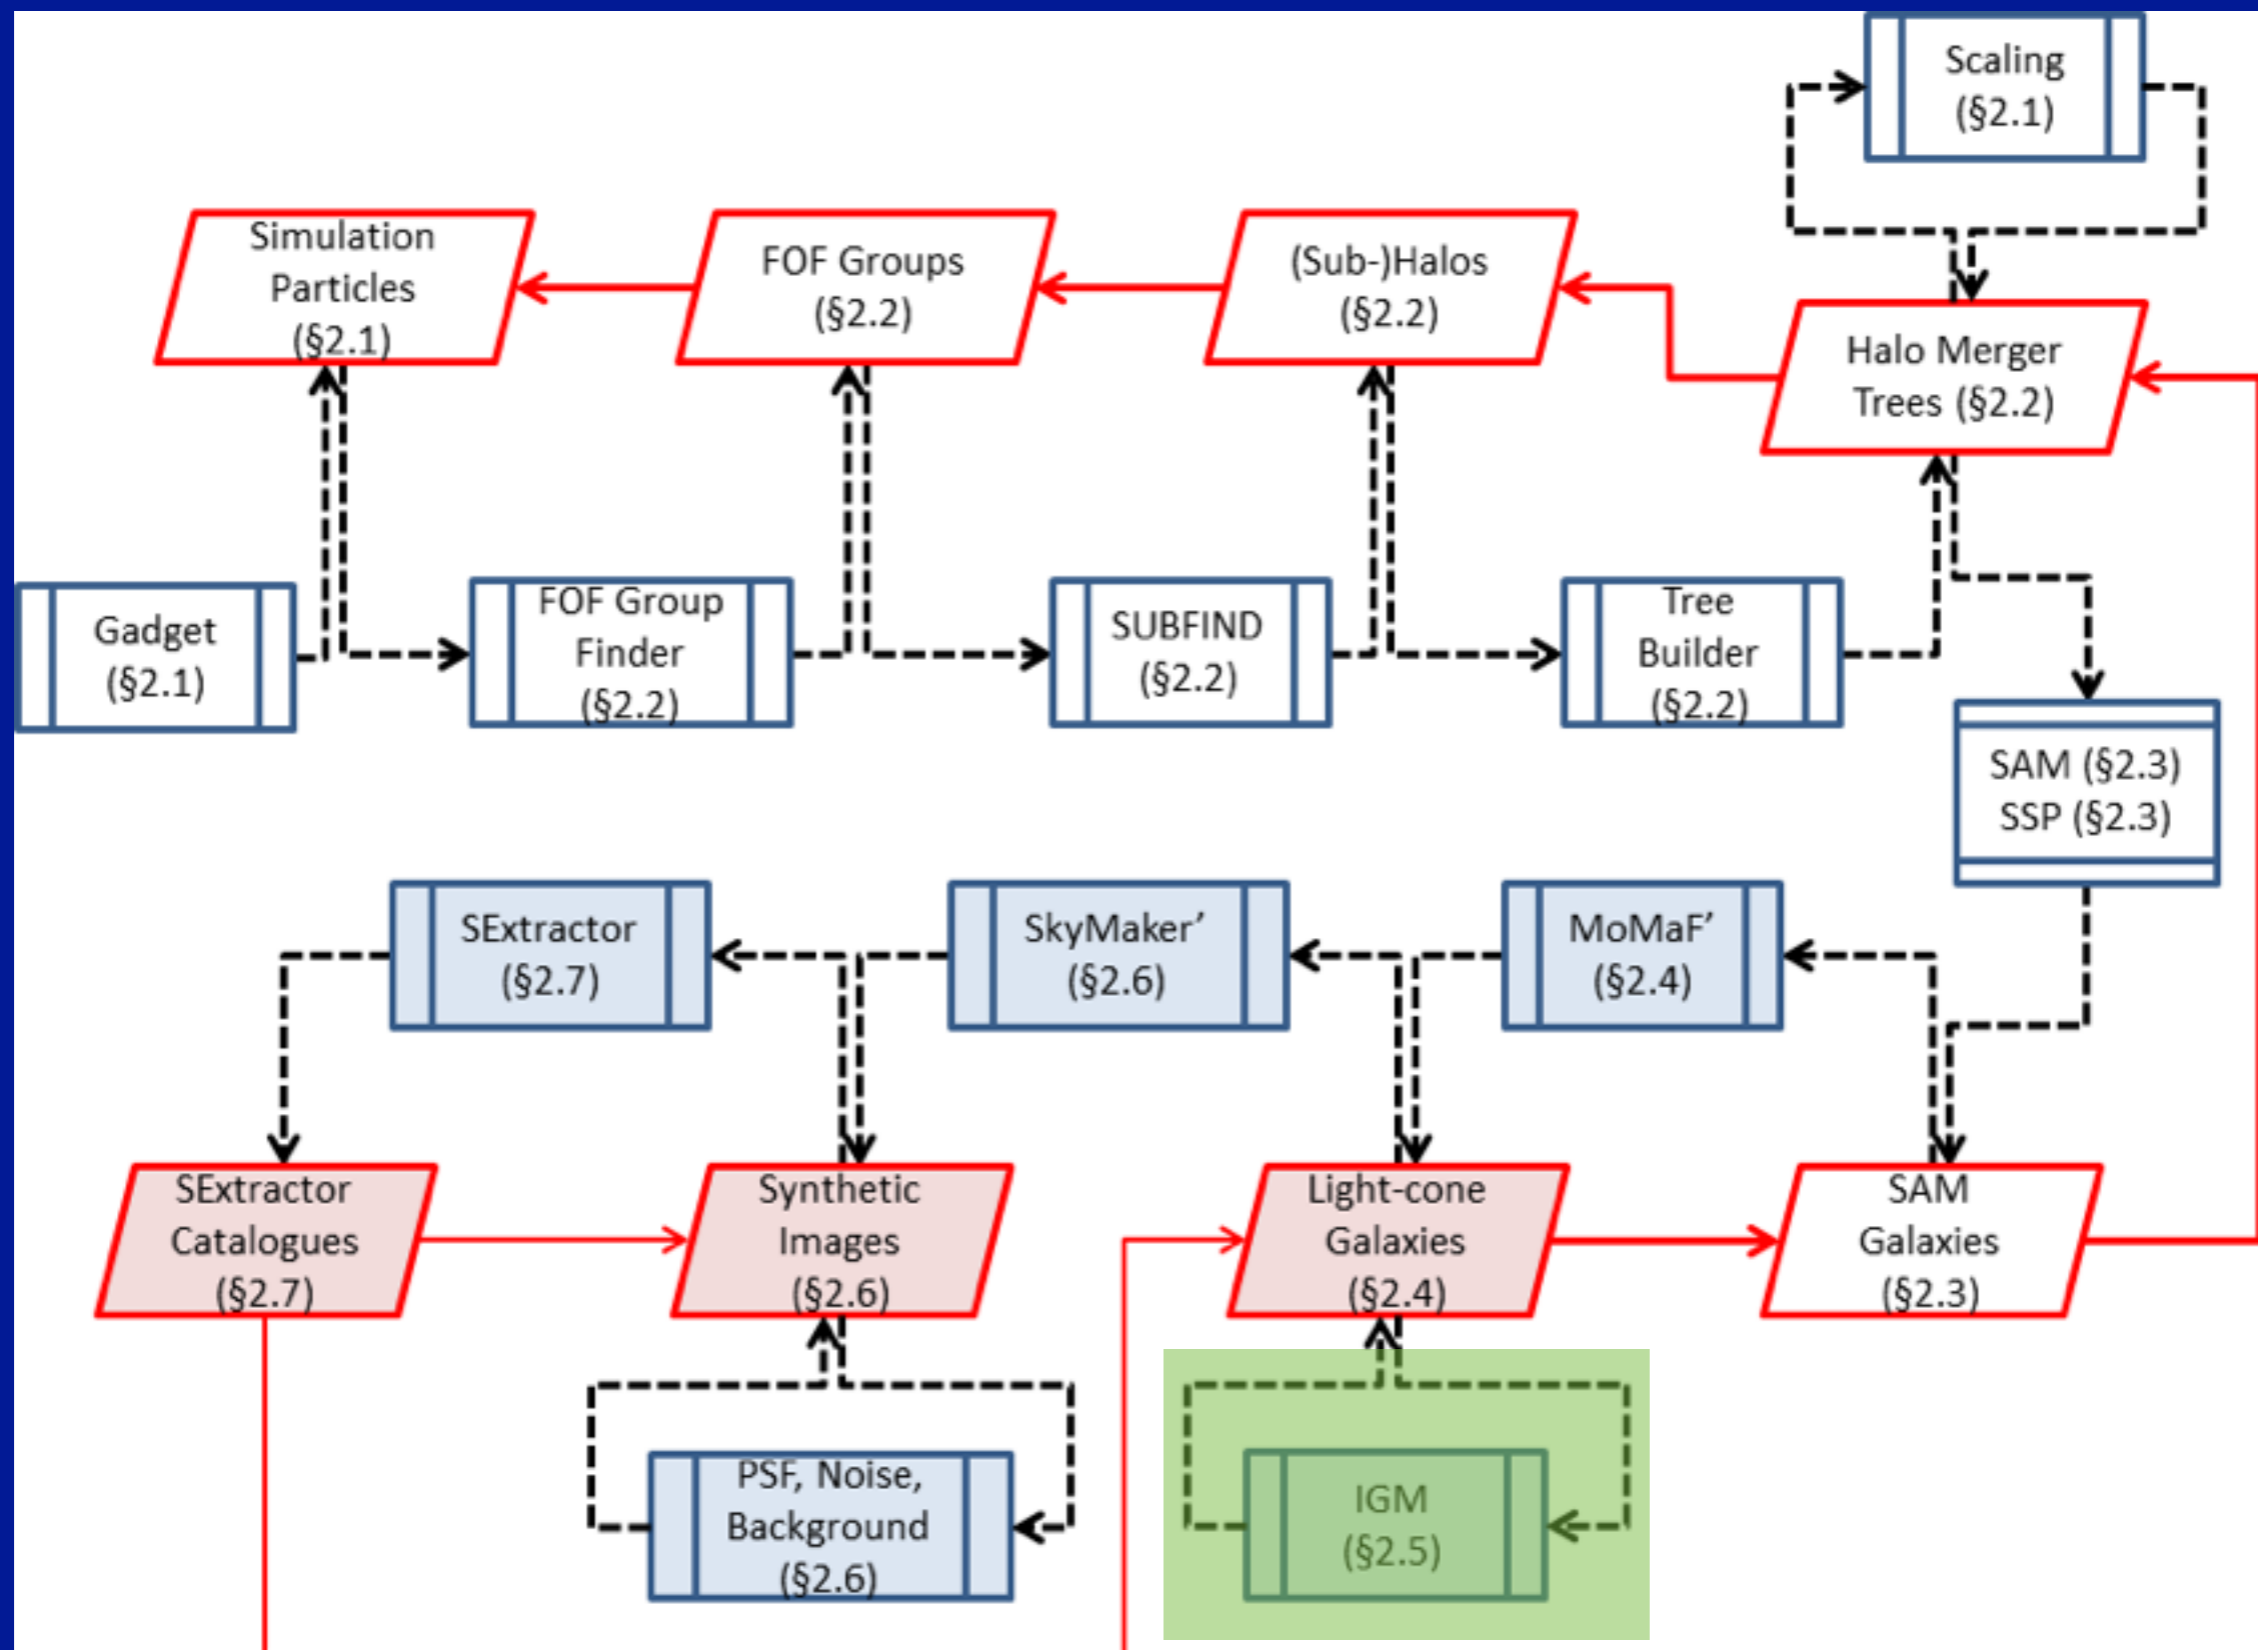 Scaling
(§2.1)
Simulation
Particles
(§2.1)
FOF Groups
(§2.2)
(Sub-)Halos
(§2.2)
Halo Merger
Trees (§2.2)
Gadget
(§2.1)
FOF Group
Finder
(§2.2)
SUBFIND
(§2.2)
Tree
Builder
(§2.2)
SAM (§2.3)
SSP (§2.3)
SExtractor
(§2.7)
SkyMaker’
(§2.6)
MoMaF’
(§2.4)
SExtractor
Catalogues
(§2.7)
Synthetic
Images
(§2.6)
Light-cone
Galaxies
(§2.4)
SAM
Galaxies
(§2.3)
PSF, Noise,
Background
(§2.6)
IGM
(§2.5)